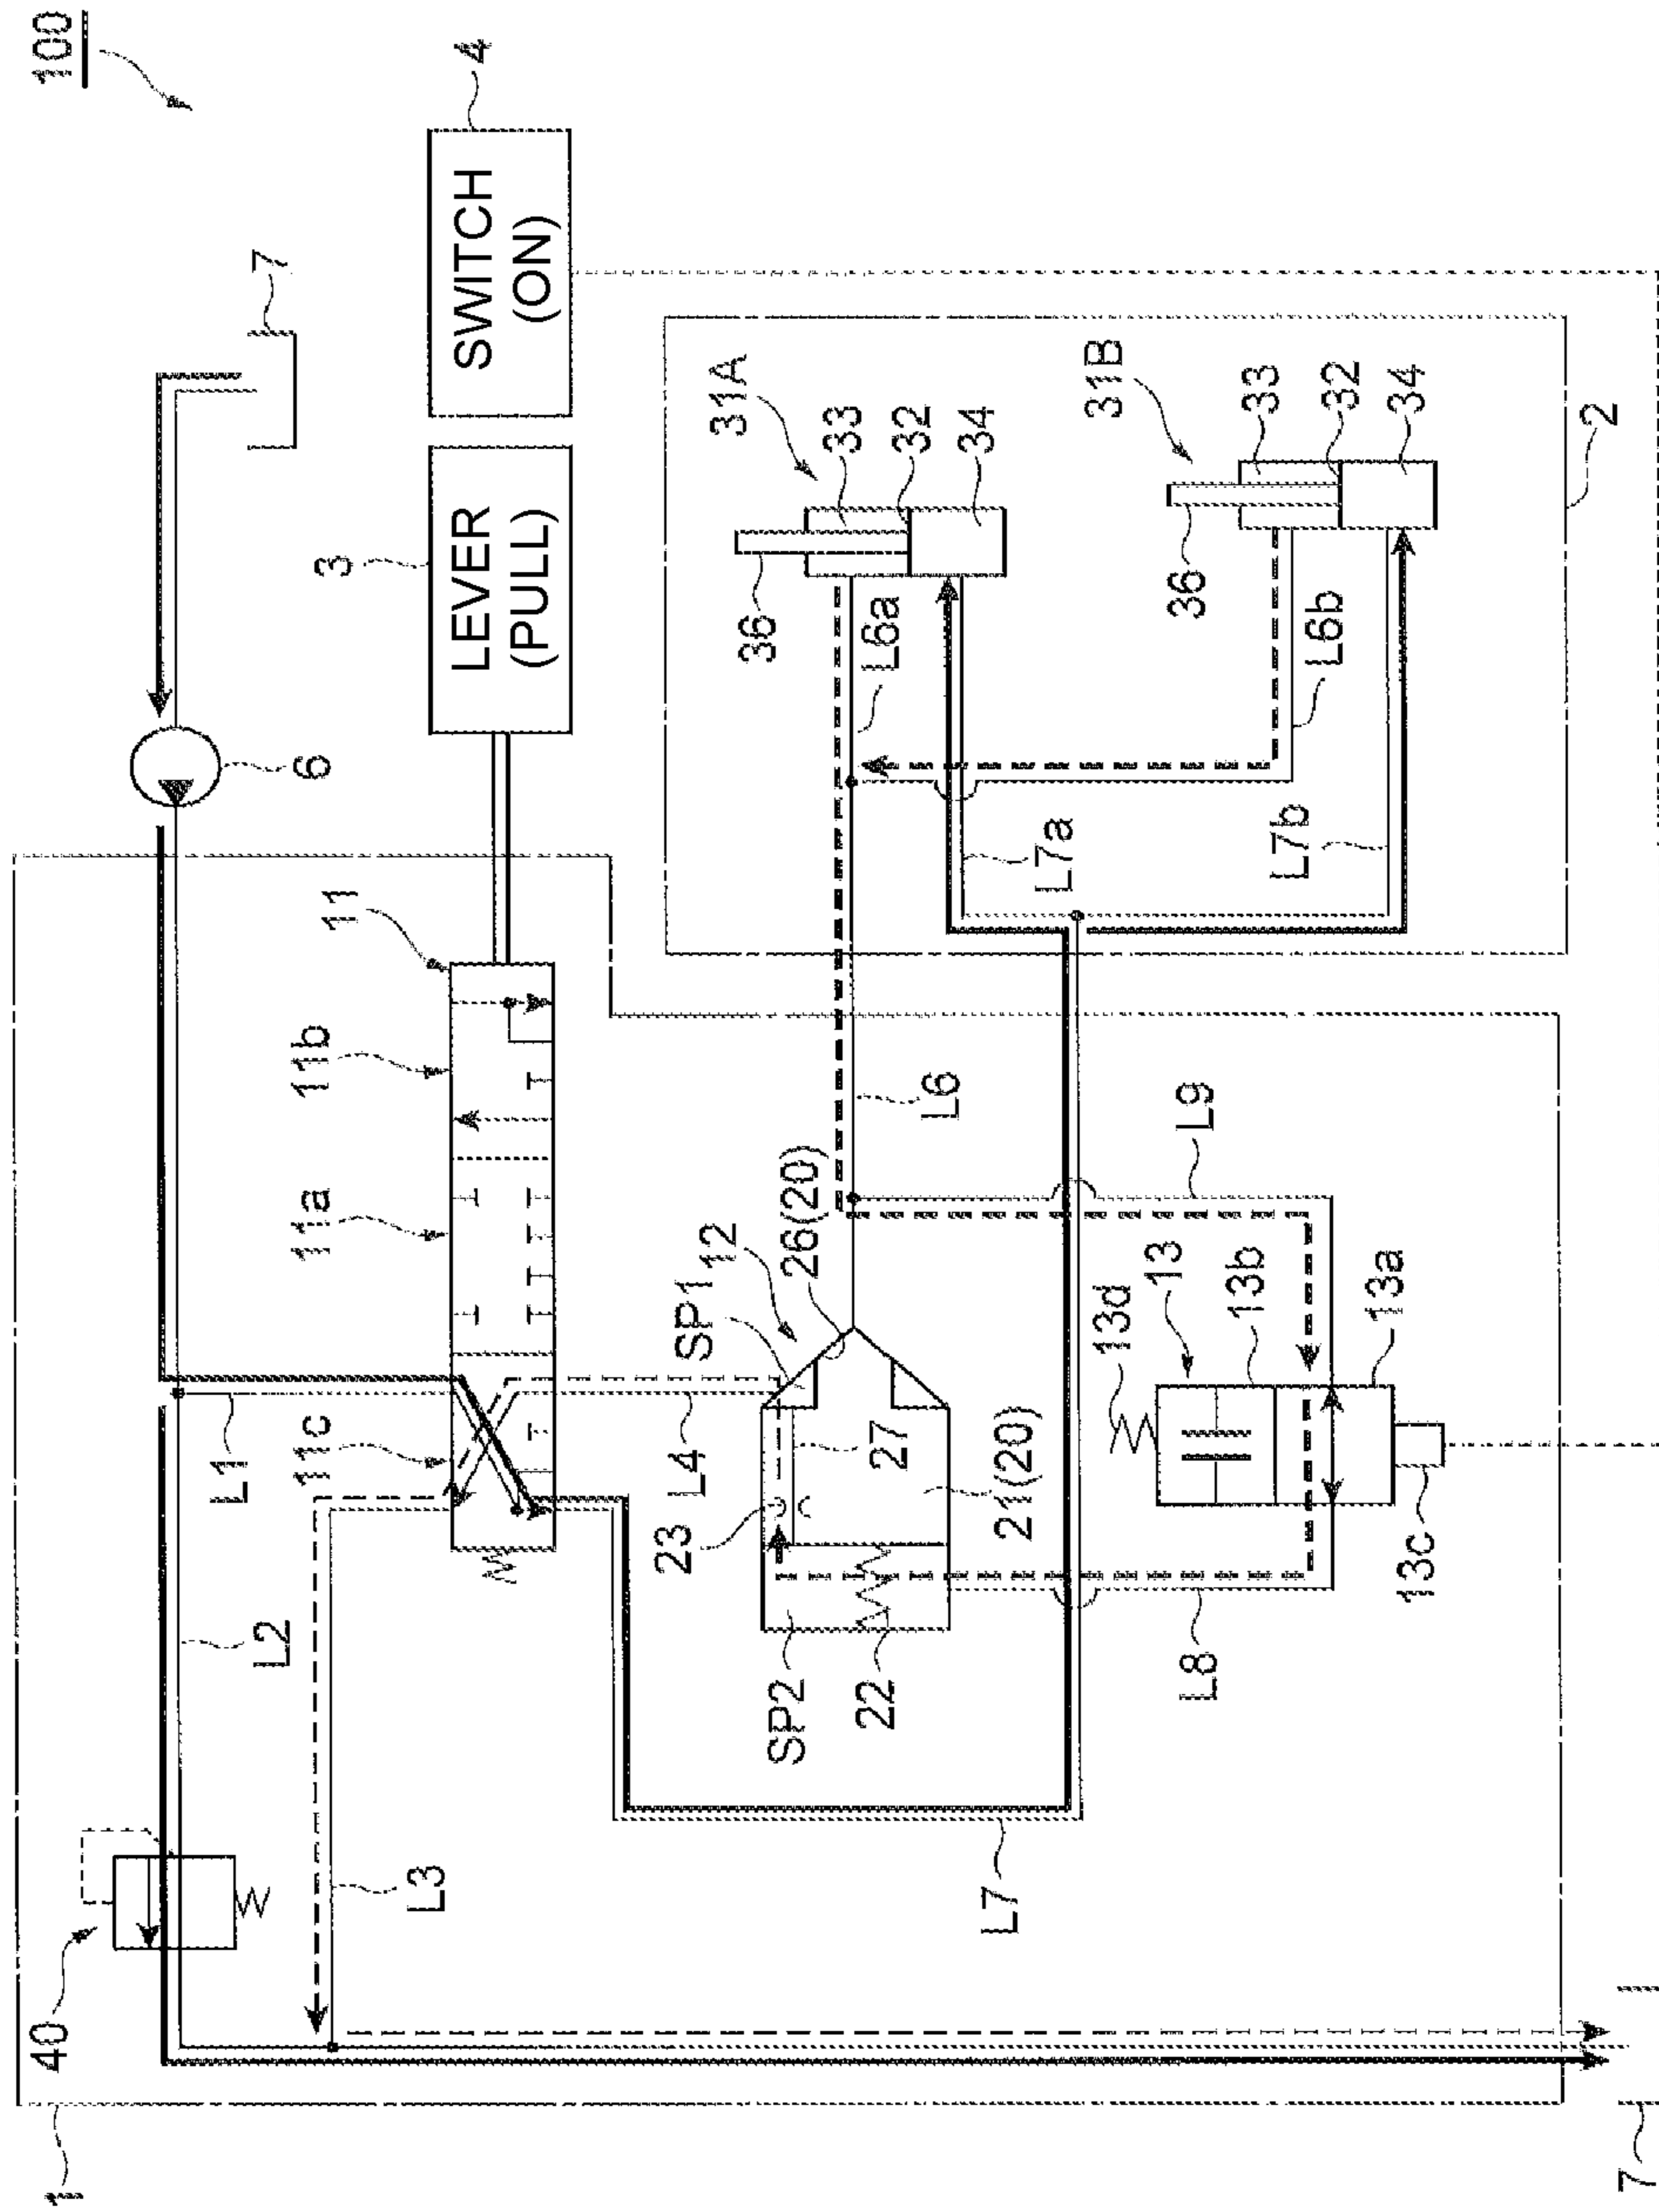 100
4
SWITCH
(ON)
7
3
LEVER
(PULL)
6
31A
33
32
34
36
L6a
31B
33
32
34
36
L6b
2
L7a
L7b
11
11b
11a
11c
L1
L2
L3
L4
L6
L9
26(20)
12
SP1
27
23
21(20)
SP2
22
13d
13
13b
13a
13c
L8
L7
40
1
7